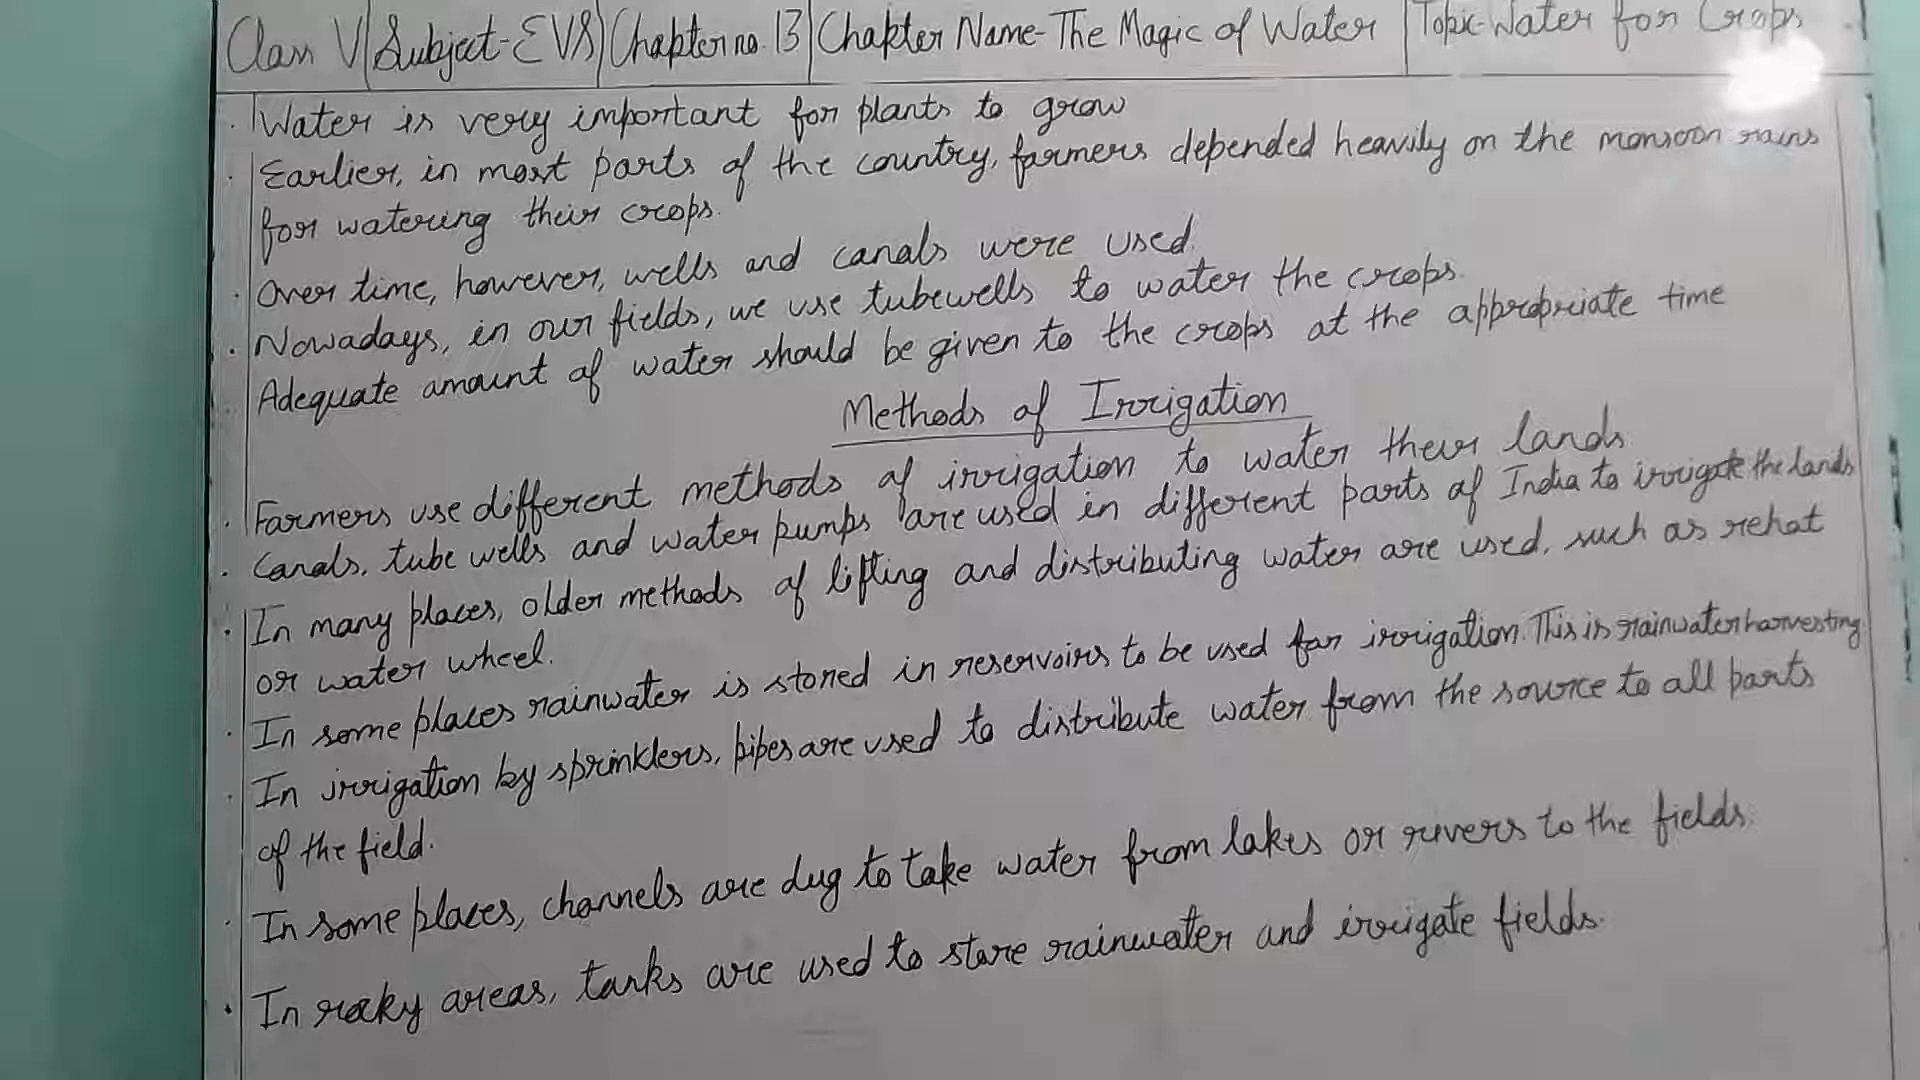 Class V|Subject-EVS|Chapter no. 13|Chapter Name-The Magic of Water|Topic-Water for Crops
. Water is very important for plants to grow
. Earlier, in most parts of the country, farmers depended heavily on the monsoon rains
for watering their crops.
. Over time, however, wells and canals were used.
. Nowadays, in our fields, we use tubewells to water the crops.
. Adequate amount of water should be given to the crops at the appropriate time
Methods of Irrigation
. Farmers use different methods of irrigation to water their lands
. Canals, tube wells and water pumps are used in different parts of India to irrigate the lands
. In many places, older methods of lifting and distributing water are used, such as rehat
or water wheel.
. In some places rainwater is stored in reservoirs to be used for irrigation. This is rainwater harvesting
. In irrigation by sprinklers, pipes are used to distribute water from the source to all parts
of the field.
. In some places, channels are dug to take water from lakes or rivers to the fields.
. In rocky areas, tanks are used to store rainwater and irrigate fields.